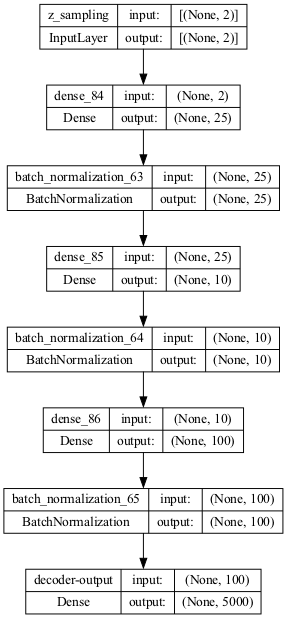 z_sampling input: [(None, 2)]
InputLayer output: [(None, 2)]
dense_84 input: (None, 2)
Dense output: (None, 25)
batch_normalization_63 input: (None, 25)
BatchNormalization output: (None, 25)
dense_85 input: (None, 25)
Dense output: (None, 10)
batch_normalization_64 input: (None, 10)
BatchNormalization output: (None, 10)
dense_86 input: (None, 10)
Dense output: (None, 100)
batch_normalization_65 input: (None, 100)
BatchNormalization output: (None, 100)
decoder-output input: (None, 100)
Dense output: (None, 5000)